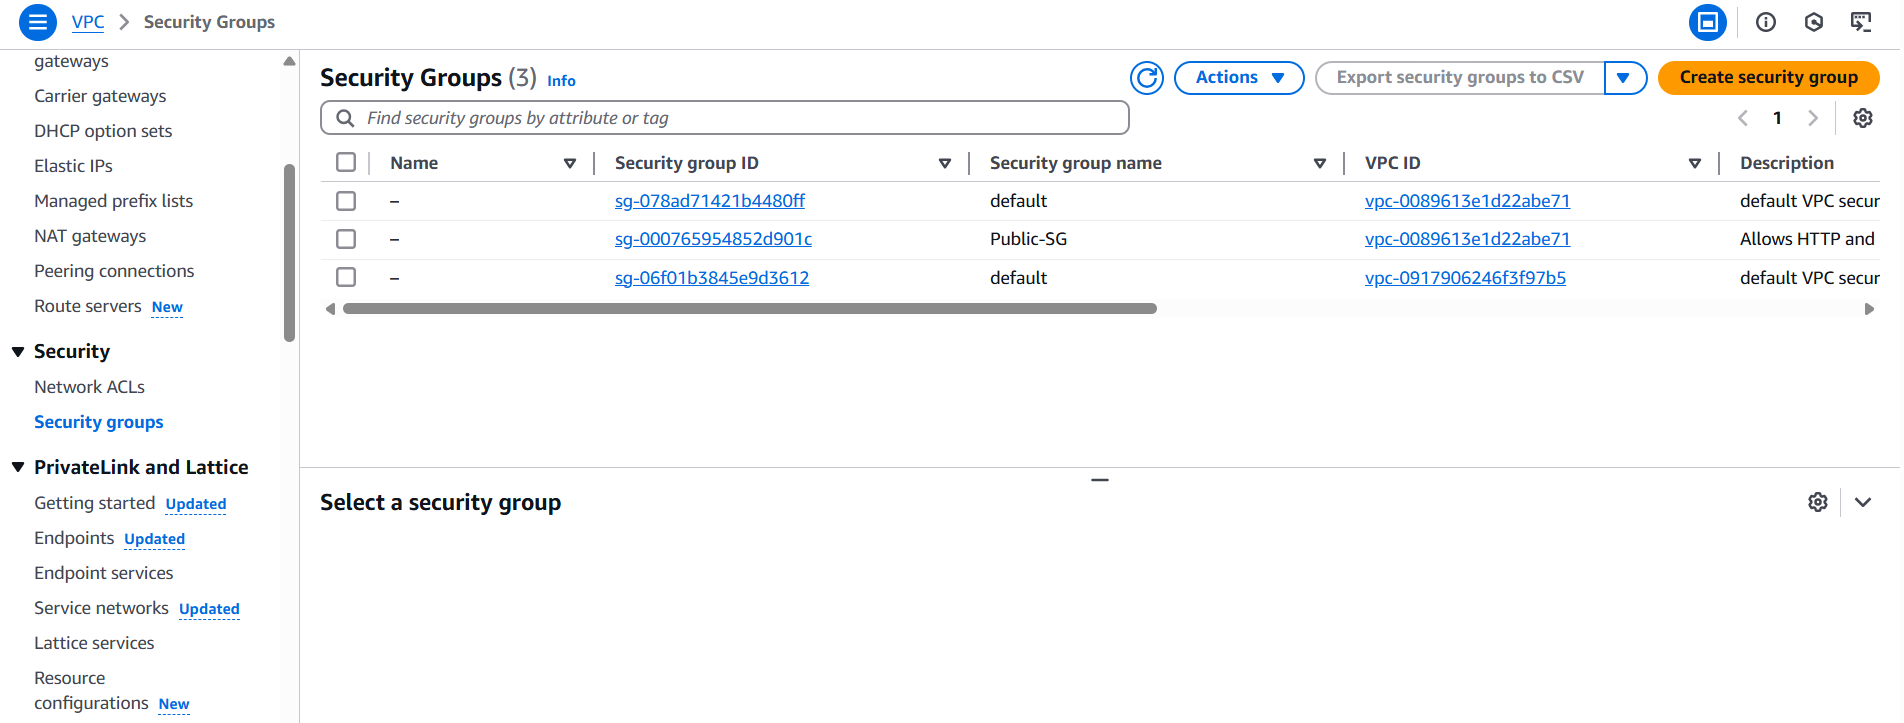 VPC > Security Groups
gateways
Carrier gateways
DHCP option sets
Elastic IPs
Managed prefix lists
NAT gateways
Peering connections
Route servers New
Security
Network ACLs
Security groups
PrivateLink and Lattice
Getting started Updated
Endpoints Updated
Endpoint services
Service networks Updated
Lattice services
Resource
configurations New
Security Groups (3) Info
Actions
Export security groups to CSV
Create security group
Find security groups by attribute or tag
1
Name Security group ID Security group name VPC ID Description
– sg-078ad71421b4480ff default vpc-0089613e1d22abe71 default VPC secur
– sg-000765954852d901c Public-SG vpc-0089613e1d22abe71 Allows HTTP and
– sg-06f01b3845e9d3612 default vpc-0917906246f3f97b5 default VPC secur
Select a security group